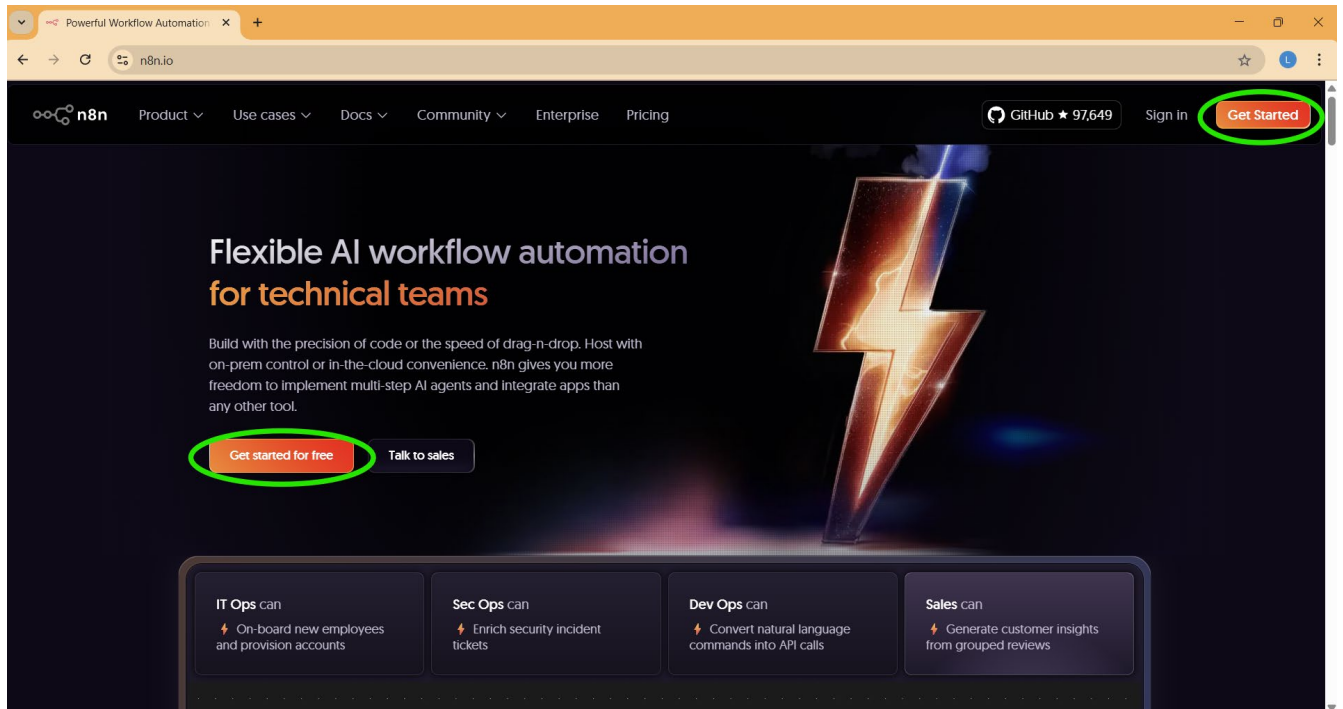 Powerful Workflow Automation
n8n.io
L
n8n Product Use cases Docs Community Enterprise Pricing GitHub ★ 97,649 Sign in Get Started
Flexible AI workflow automation
for technical teams
Build with the precision of code or the speed of drag-n-drop. Host with
on-prem control or in-the-cloud convenience. n8n gives you more
freedom to implement multi-step AI agents and integrate apps than
any other tool.
Get started for free Talk to sales
IT Ops can
On-board new employees
and provision accounts
Sec Ops can
Enrich security incident
tickets
Dev Ops can
Convert natural language
commands into API calls
Sales can
Generate customer insights
from grouped reviews